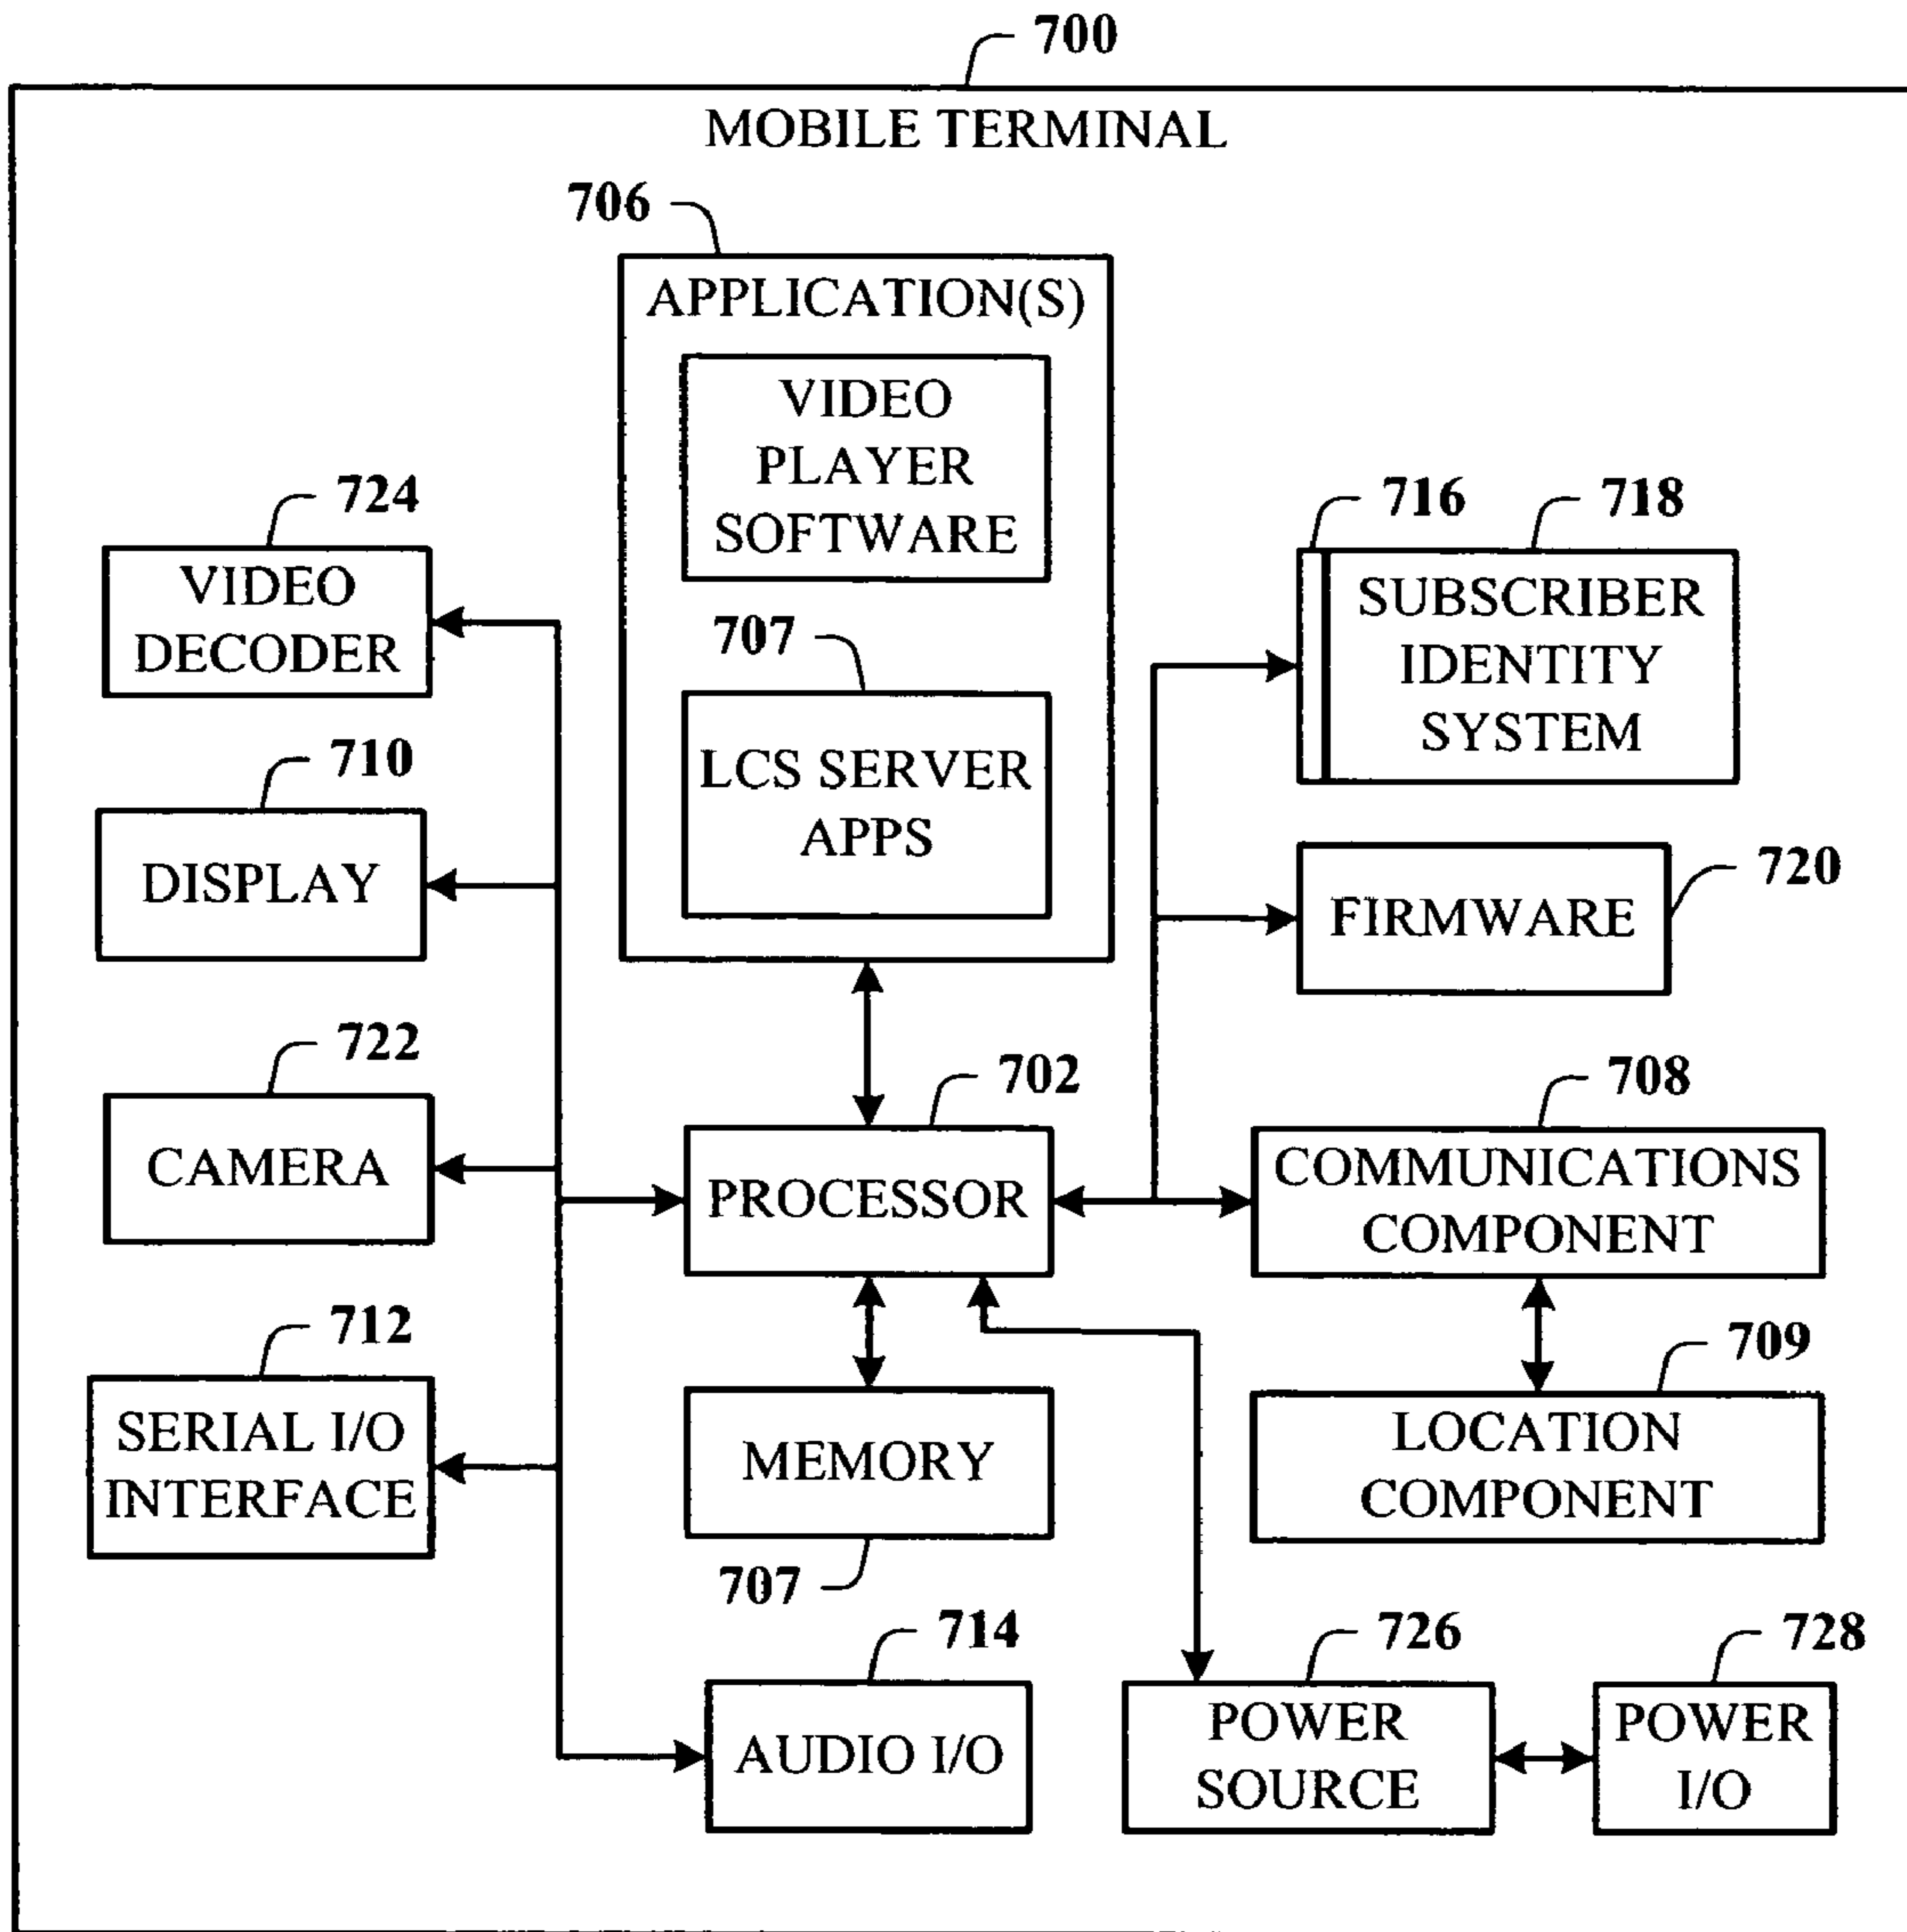 700
MOBILE TERMINAL
706
APPLICATION(S)
VIDEO
PLAYER
SOFTWARE
707
LCS SERVER
APPS
724
VIDEO
DECODER
710
DISPLAY
722
CAMERA
712
SERIAL I/O
INTERFACE
716
718
SUBSCRIBER
IDENTITY
SYSTEM
FIRMWARE
720
702
PROCESSOR
708
COMMUNICATIONS
COMPONENT
709
LOCATION
COMPONENT
MEMORY
707
714
AUDIO I/O
726
POWER
SOURCE
728
POWER
I/O